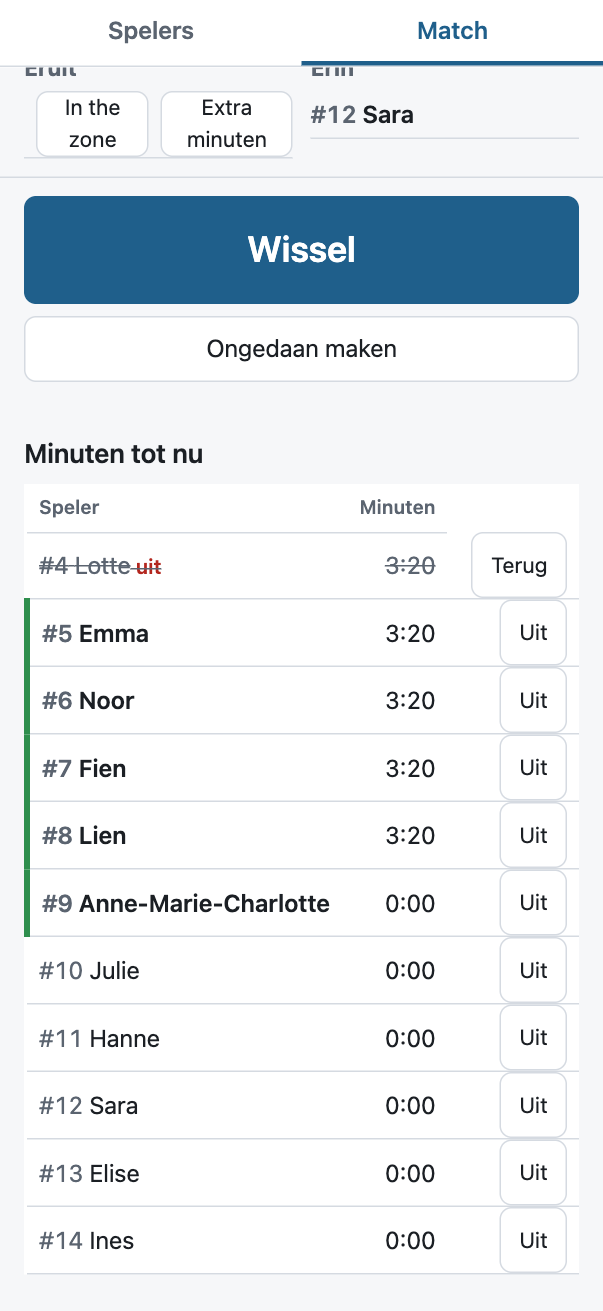 Spelers
Match
Eruit
Erin
In the
zone
Extra
minuten
#12 Sara
Wissel
Ongedaan maken
Minuten tot nu
Speler Minuten
#4 Lotte uit 3:20 Terug
#5 Emma 3:20 Uit
#6 Noor 3:20 Uit
#7 Fien 3:20 Uit
#8 Lien 3:20 Uit
#9 Anne-Marie-Charlotte 0:00 Uit
#10 Julie 0:00 Uit
#11 Hanne 0:00 Uit
#12 Sara 0:00 Uit
#13 Elise 0:00 Uit
#14 Ines 0:00 Uit